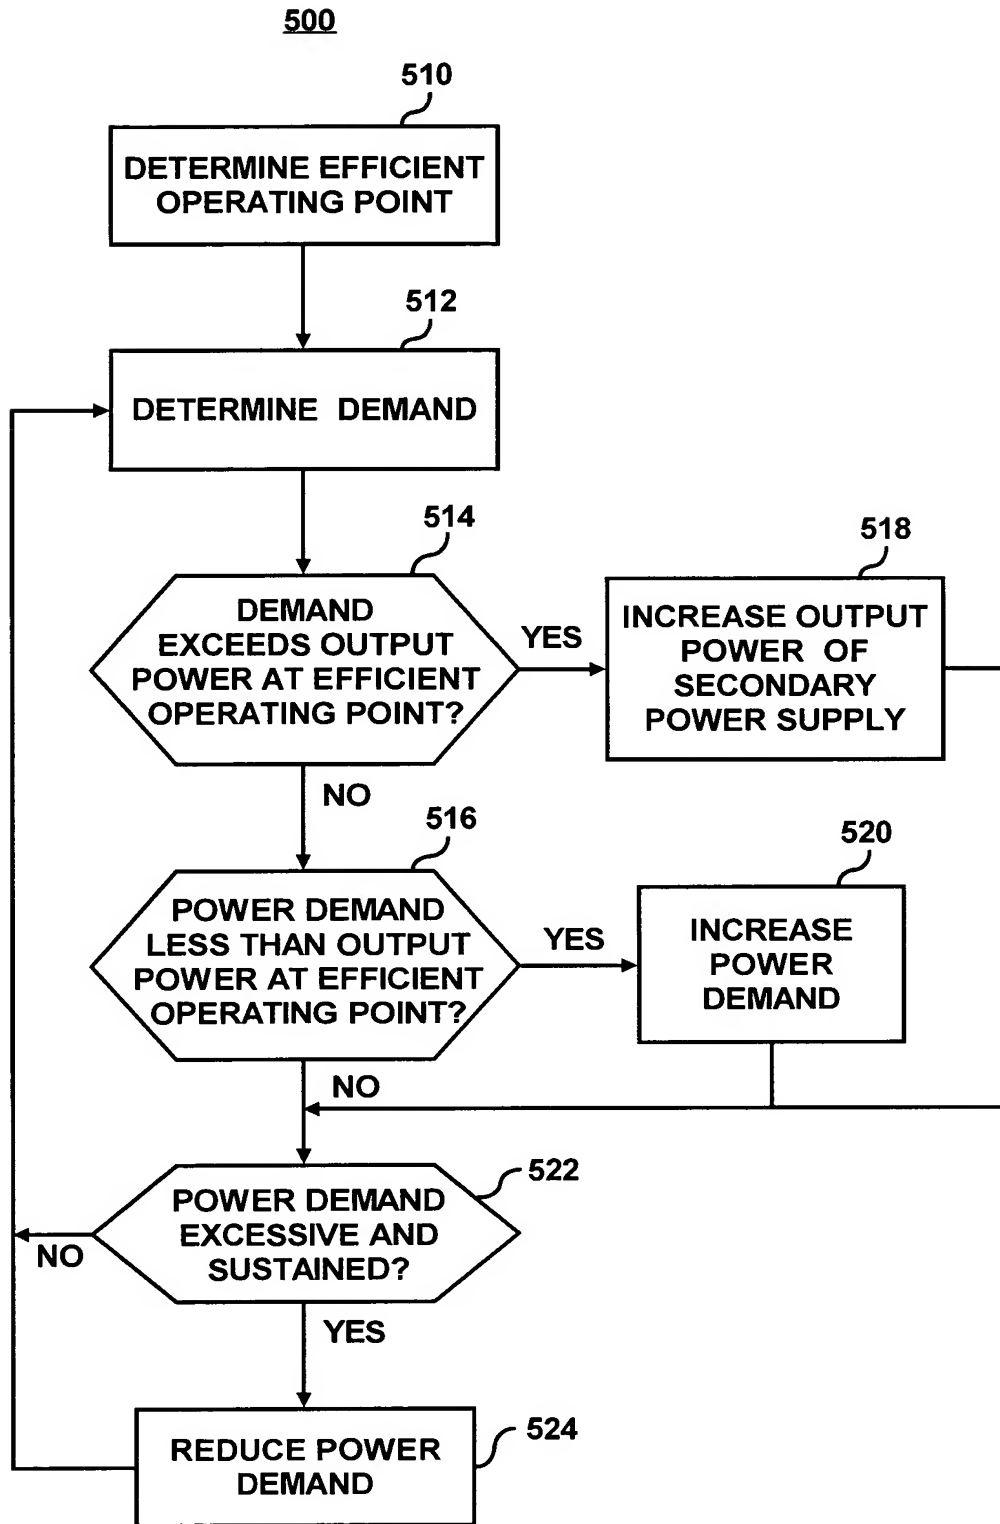 500
510
DETERMINE EFFICIENT
OPERATING POINT
512
DETERMINE DEMAND
514
DEMAND
EXCEEDS OUTPUT
POWER AT EFFICIENT
OPERATING POINT?
YES
518
INCREASE OUTPUT
POWER OF
SECONDARY
POWER SUPPLY
NO
516
POWER DEMAND
LESS THAN OUTPUT
POWER AT EFFICIENT
OPERATING POINT?
YES
520
INCREASE
POWER
DEMAND
NO
522
POWER DEMAND
EXCESSIVE AND
SUSTAINED?
NO
YES
524
REDUCE POWER
DEMAND